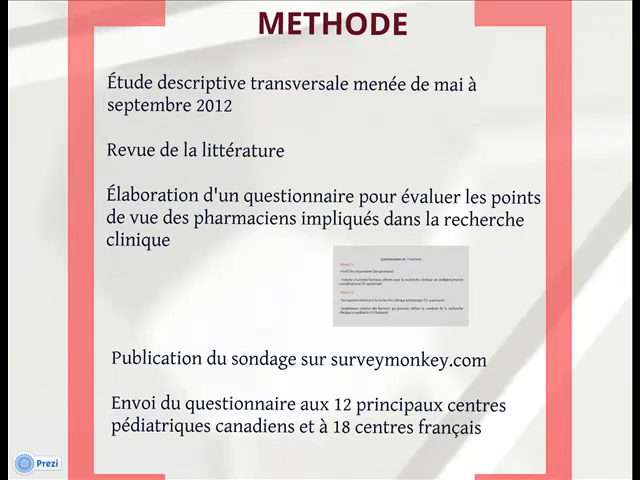 METHODE
Étude descriptive transversale menée de mai à
septembre 2012
Revue de la littérature
Élaboration d'un questionnaire pour évaluer les points
de vue des pharmaciens impliqués dans la recherche
clinique
Publication du sondage sur surveymonkey.com
Envoi du questionnaire aux 12 principaux centres
pédiatriques canadiens et à 18 centres français
Prezi